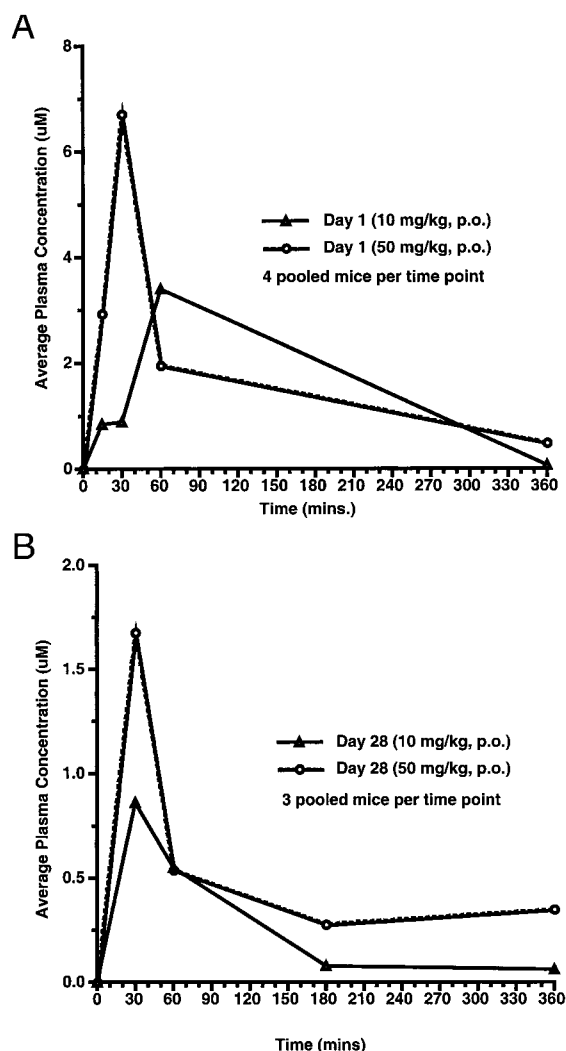 A
8
6
4
2
0
Average Plasma Concentration (uM)
Day 1 (10 mg/kg, p.o.)
Day 1 (50 mg/kg, p.o.)
4 pooled mice per time point
0 30 60 90 120 150 180 210 240 270 300 330 360
Time (mins.)
B
2.0
1.5
1.0
0.5
0.0
Average Plasma Concentration (uM)
Day 28 (10 mg/kg, p.o.)
Day 28 (50 mg/kg, p.o.)
3 pooled mice per time point
0 30 60 90 120 150 180 210 240 270 300 330 360
Time (mins)